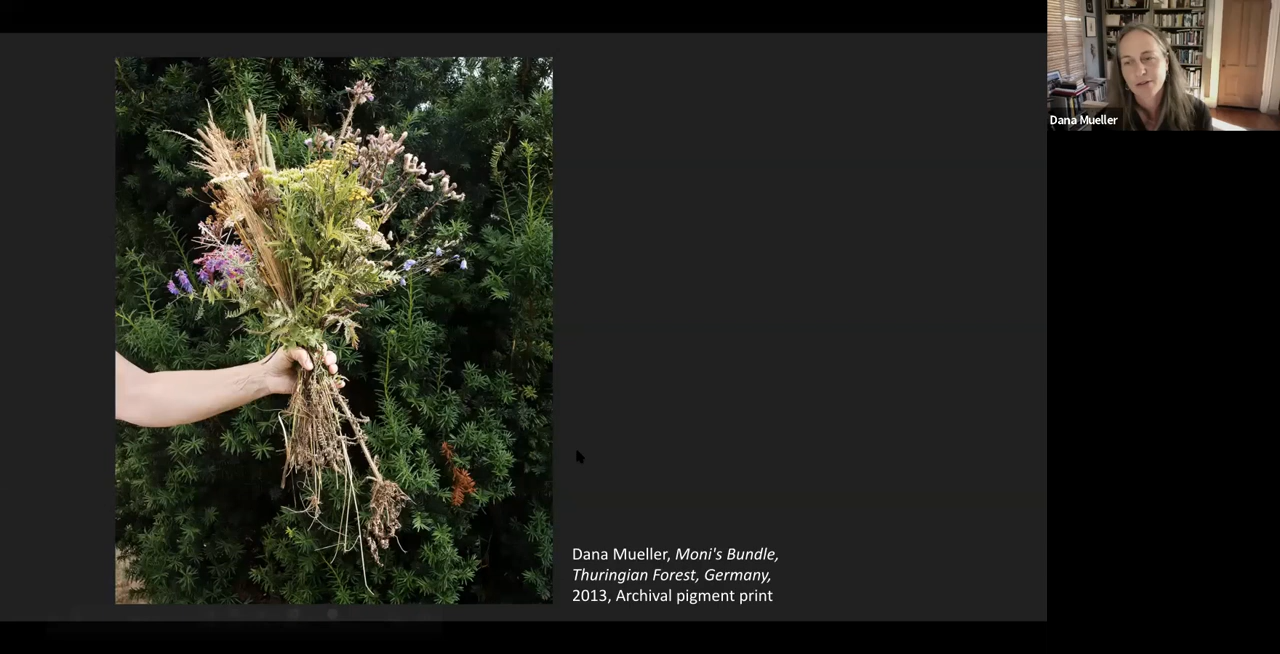 Dana Mueller
Dana Mueller, Moni's Bundle,
Thuringian Forest, Germany,
2013, Archival pigment print